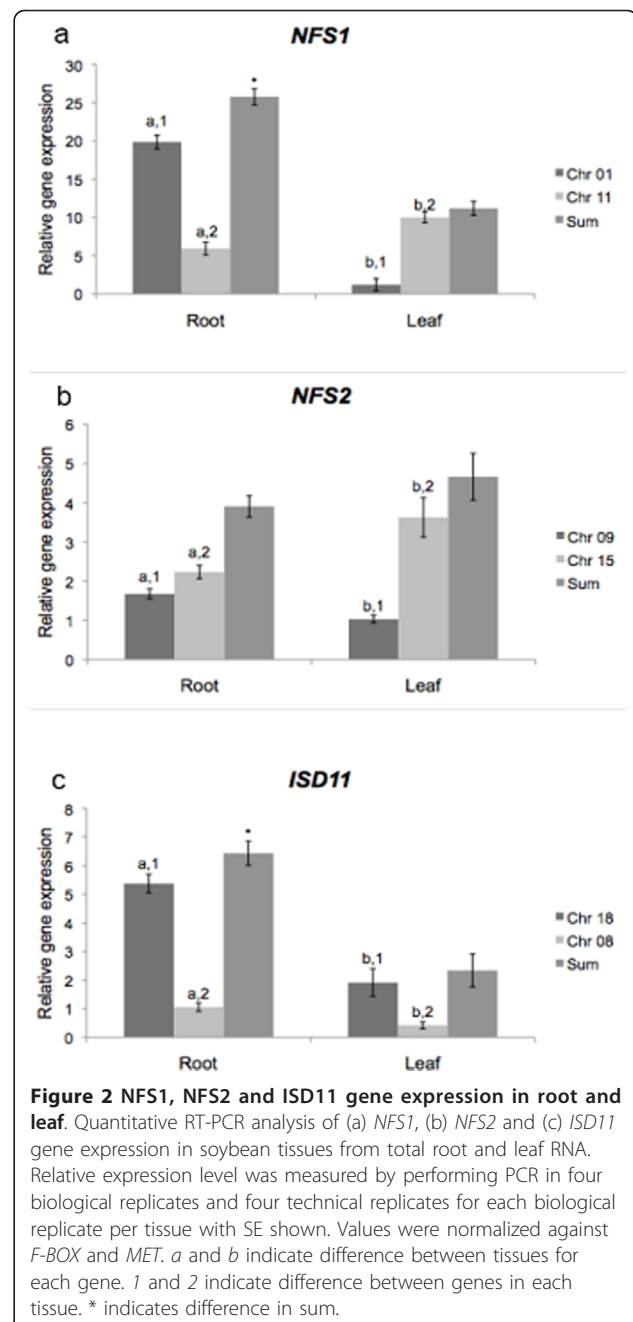 a
NFS1
30
25
20
15
10
5
0
Relative gene expression
a,1
a,2
*
b,1
b,2
Root
Leaf
Chr 01
Chr 11
Sum
b
NFS2
6
5
4
3
2
1
0
Relative gene expression
a,1
a,2
b,1
b,2
Root
Leaf
Chr 09
Chr 15
Sum
c
ISD11
8
7
6
5
4
3
2
1
0
Relative gene expression
a,1
a,2
*
b,1
b,2
Root
Leaf
Chr 18
Chr 08
Sum
Figure 2 NFS1, NFS2 and ISD11 gene expression in root and
leaf. Quantitative RT-PCR analysis of (a) NFS1, (b) NFS2 and (c) ISD11
gene expression in soybean tissues from total root and leaf RNA.
Relative expression level was measured by performing PCR in four
biological replicates and four technical replicates for each biological
replicate per tissue with SE shown. Values were normalized against
F-BOX and MET. a and b indicate difference between tissues for
each gene. 1 and 2 indicate difference between genes in each
tissue. * indicates difference in sum.